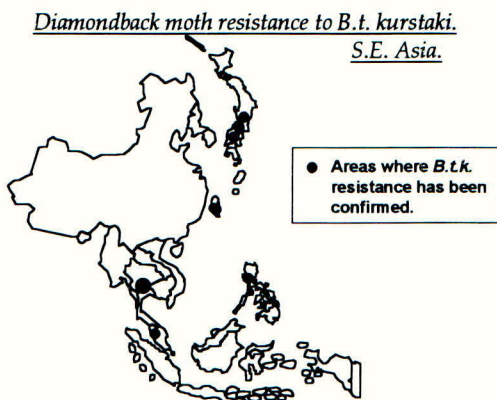 Diamondback moth resistance to B.t. kurstaki.
S.E. Asia.
● Areas where B.t.k.
resistance has been
confirmed.